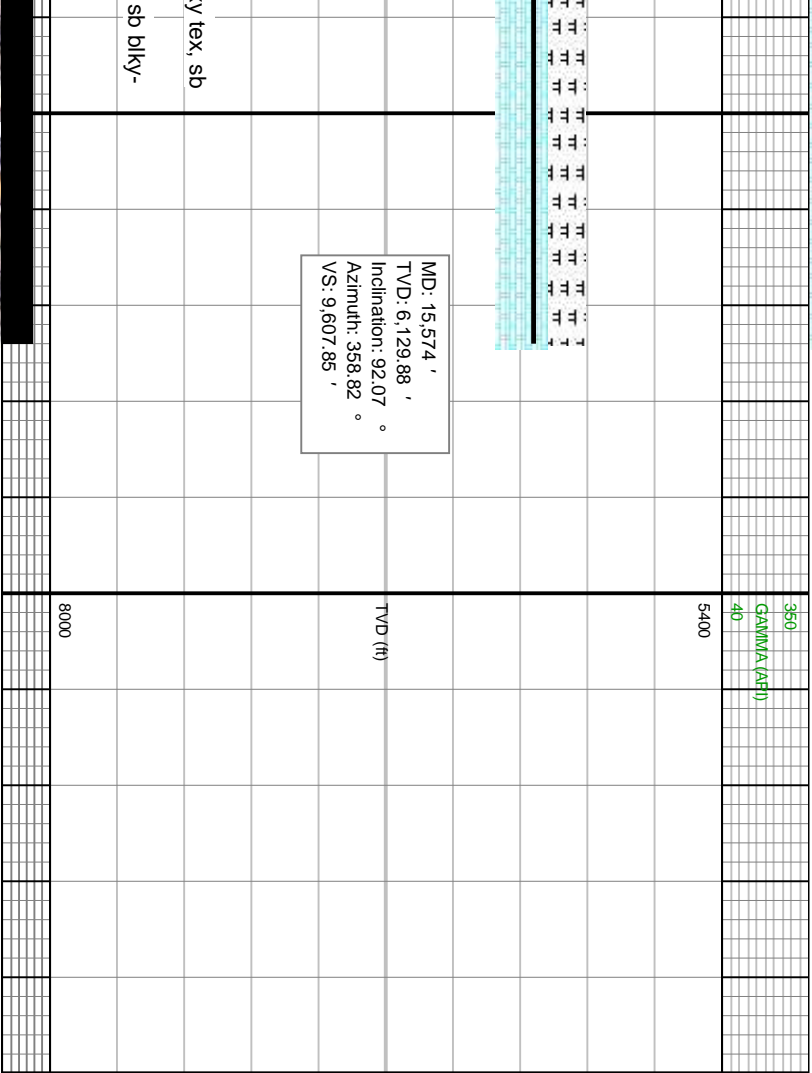 350
GAMMA (API)
40
5400
TVD (ft)
8000
MD: 15,574 '
TVD: 6,129.88 '
Inclination: 92.07 °
Azimuth: 358.82 °
VS: 9,607.85 '
tex, sb
sb blky-